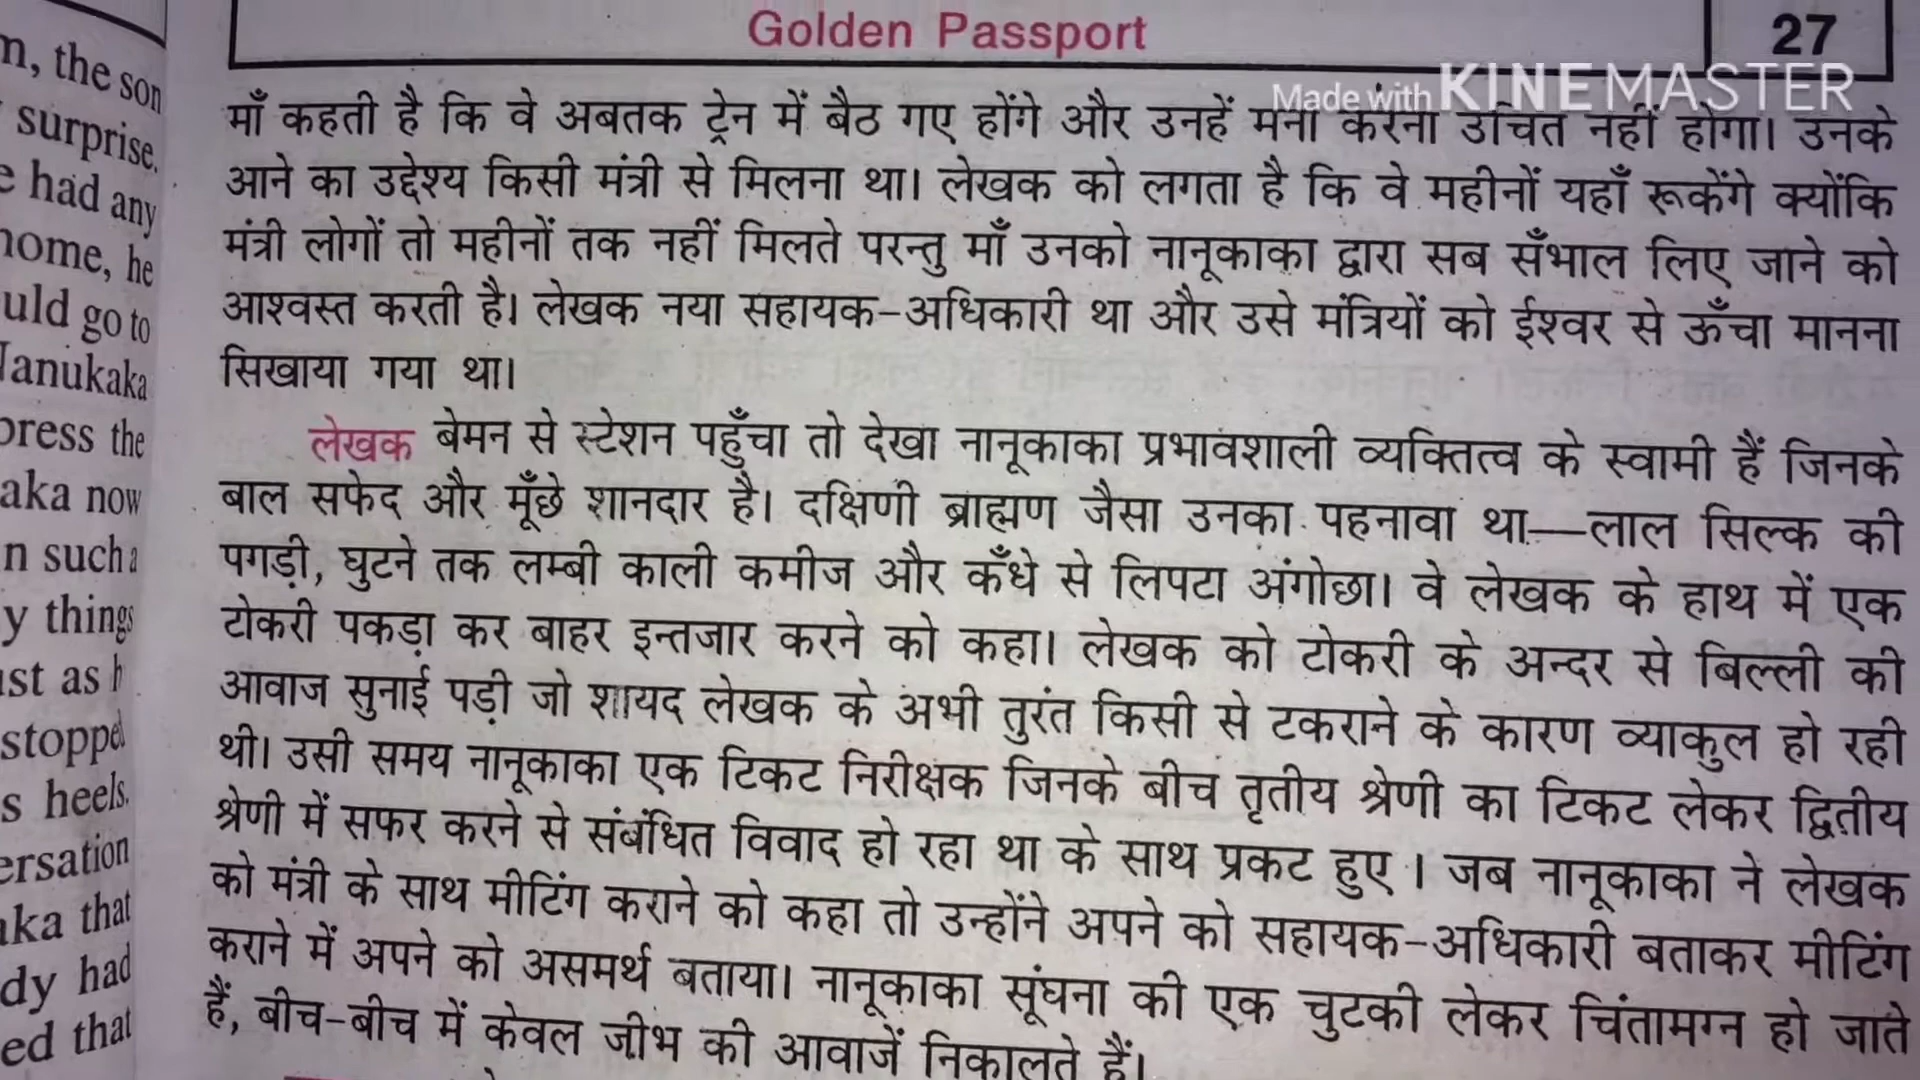 Golden Passport
27
Made with KINEMASTER
n, the son
surprise.
e had any
home, he
uld go to
Nanukaka
press the
aka now
n such a
y things
ust as h
stopped
s heels.
ersation
aka that
dy had
ed that
माँ कहती है कि वे अबतक ट्रेन में बैठ गए होंगे और उनहें मना करना उचित नहीं होगा। उनके
आने का उद्देश्य किसी मंत्री से मिलना था। लेखक को लगता है कि वे महीनों यहाँ रूकेंगे क्योंकि
मंत्री लोगों तो महीनों तक नहीं मिलते परन्तु माँ उनको नानूकाका द्वारा सब सँभाल लिए जाने को
आश्वस्त करती है। लेखक नया सहायक-अधिकारी था और उसे मंत्रियों को ईश्वर से ऊँचा मानना
सिखाया गया था।
लेखक बेमन से स्टेशन पहुँचा तो देखा नानूकाका प्रभावशाली व्यक्तित्व के स्वामी हैं जिनके
बाल सफेद और मूँछे शानदार है। दक्षिणी ब्राह्मण जैसा उनका पहनावा था—लाल सिल्क की
पगड़ी, घुटने तक लम्बी काली कमीज और कँधे से लिपटा अंगोछा। वे लेखक के हाथ में एक
टोकरी पकड़ा कर बाहर इन्तजार करने को कहा। लेखक को टोकरी के अन्दर से बिल्ली की
आवाज सुनाई पड़ी जो शायद लेखक के अभी तुरंत किसी से टकराने के कारण व्याकुल हो रही
थी। उसी समय नानूकाका एक टिकट निरीक्षक जिनके बीच तृतीय श्रेणी का टिकट लेकर द्वितीय
श्रेणी में सफर करने से संबंधित विवाद हो रहा था के साथ प्रकट हुए । जब नानूकाका ने लेखक
को मंत्री के साथ मीटिंग कराने को कहा तो उन्होंने अपने को सहायक-अधिकारी बताकर मीटिंग
कराने में अपने को असमर्थ बताया। नानूकाका सूंघना की एक चुटकी लेकर चिंतामग्न हो जाते
हैं, बीच-बीच में केवल जीभ की आवाजें निकालते हैं।